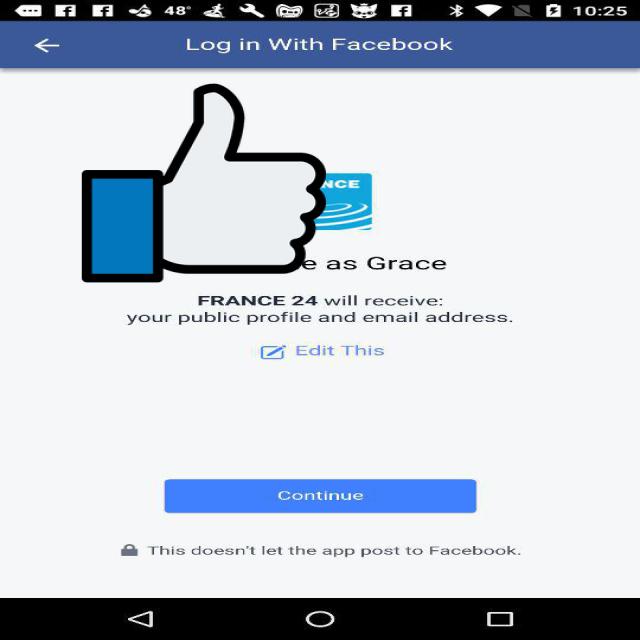 48°
10:25
Log in With Facebook
as Grace
FRANCE 24 will receive:
your public profile and email address.
Edit This
Continue
This doesn't let the app post to Facebook.